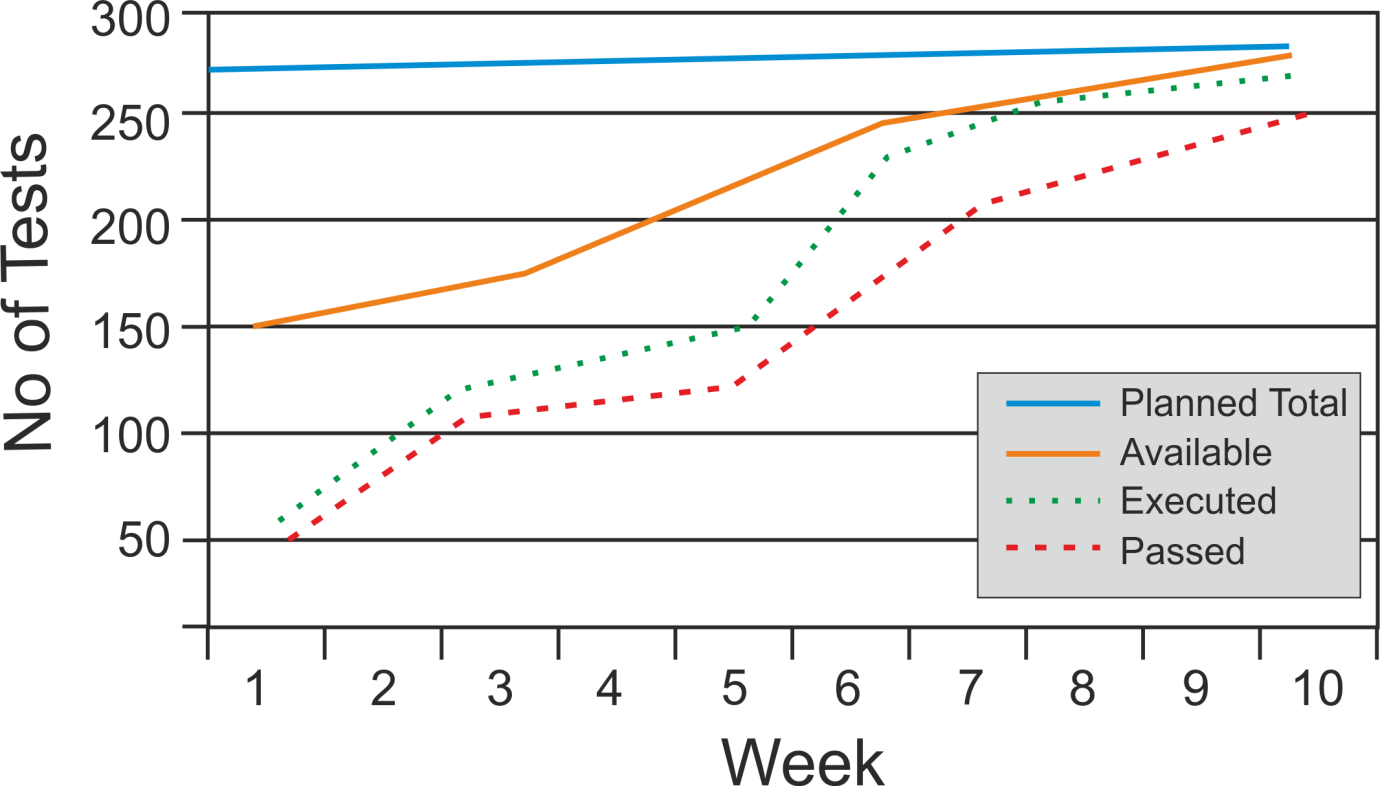 No of Tests
300
250
200
150
100
50
Planned Total
Available
Executed
Passed
1 2 3 4 5 6 7 8 9 10
Week